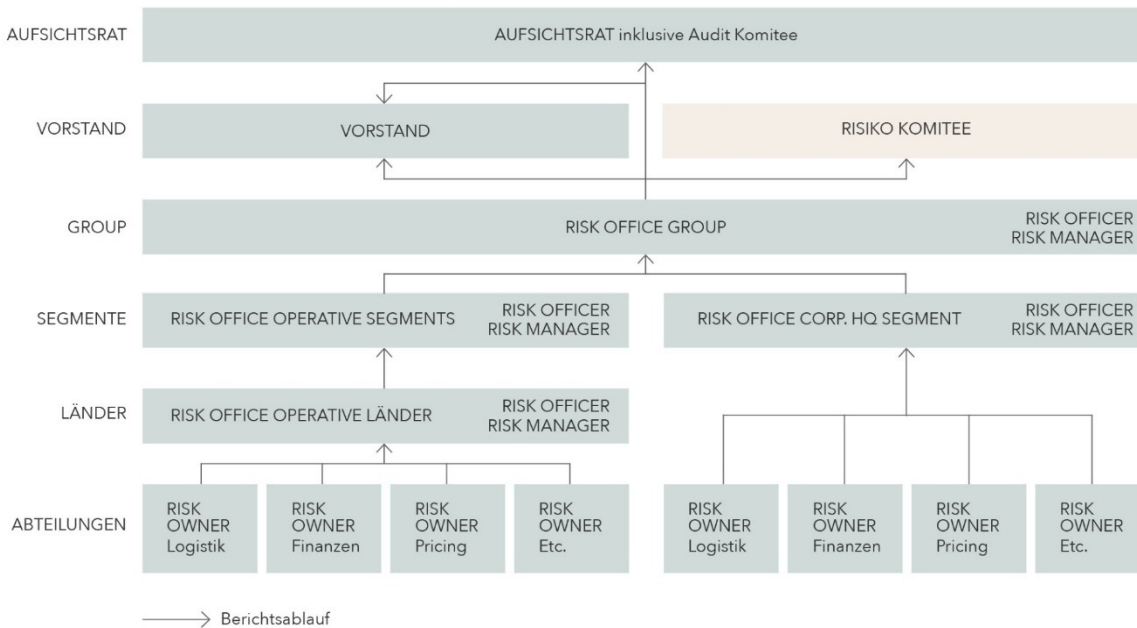 AUFSICHTSRAT
AUFSICHTSRAT inklusive Audit Komitee
VORSTAND
VORSTAND
RISIKO KOMITEE
GROUP
RISK OFFICE GROUP
RISK OFFICER
RISK MANAGER
SEGMENTE
RISK OFFICE OPERATIVE SEGMENTS
RISK OFFICER
RISK MANAGER
RISK OFFICE CORP. HQ SEGMENT
RISK OFFICER
RISK MANAGER
LÄNDER
RISK OFFICE OPERATIVE LÄNDER
RISK OFFICER
RISK MANAGER
ABTEILUNGEN
RISK
OWNER
Logistik
RISK
OWNER
Finanzen
RISK
OWNER
Pricing
RISK
OWNER
Etc.
RISK
OWNER
Logistik
RISK
OWNER
Finanzen
RISK
OWNER
Pricing
RISK
OWNER
Etc.
Berichtsablauf